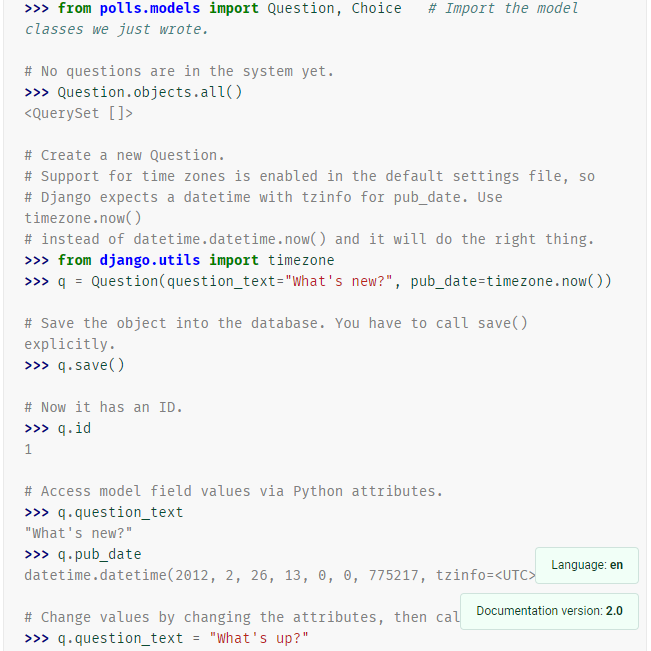 >>> from polls.models import Question, Choice   # Import the model
classes we just wrote.
# No questions are in the system yet.
>>> Question.objects.all()
<QuerySet []>
# Create a new Question.
# Support for time zones is enabled in the default settings file, so
# Django expects a datetime with tzinfo for pub_date. Use
timezone.now()
# instead of datetime.datetime.now() and it will do the right thing.
>>> from django.utils import timezone
>>> q = Question(question_text="What's new?", pub_date=timezone.now())
# Save the object into the database. You have to call save()
explicitly.
>>> q.save()
# Now it has an ID.
>>> q.id
1
# Access model field values via Python attributes.
>>> q.question_text
"What's new?"
>>> q.pub_date
datetime.datetime(2012, 2, 26, 13, 0, 0, 775217, tzinfo=<UTC>
Language: en
# Change values by changing the attributes, then cal
Documentation version: 2.0
>>> q.question_text = "What's up?"